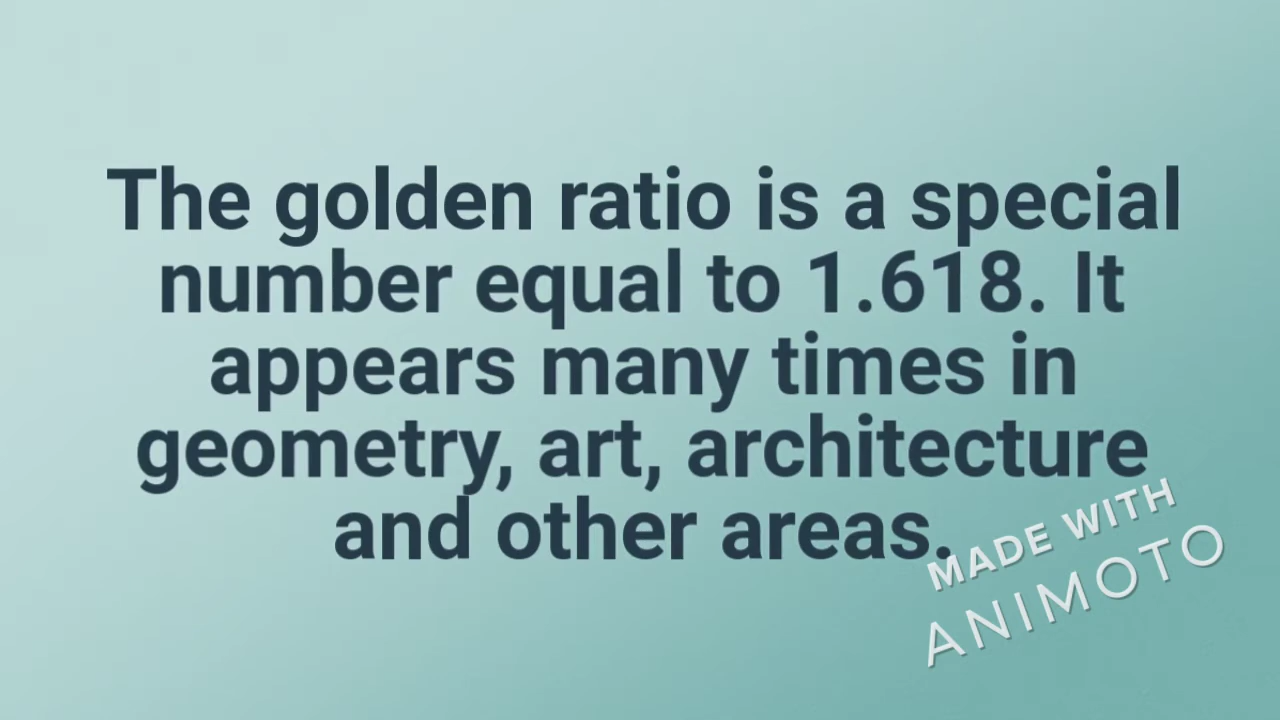 The golden ratio is a special
number equal to 1.618. It
appears many times in
geometry, art, architecture
and other areas.
MADE WITH
ANIMOTO